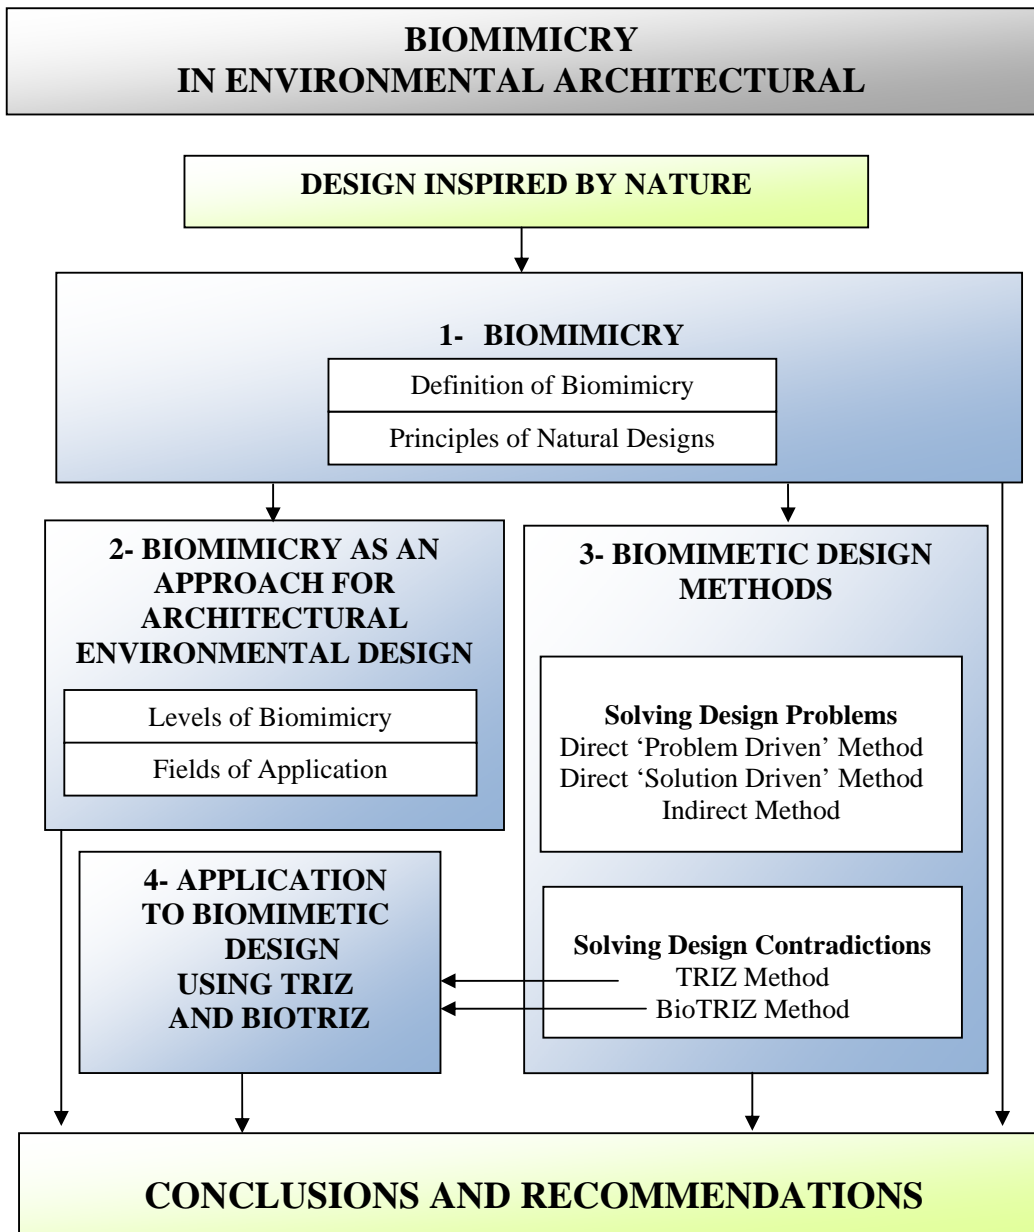 BIOMIMICRY
IN ENVIRONMENTAL ARCHITECTURAL
DESIGN INSPIRED BY NATURE
1- BIOMIMICRY
Definition of Biomimicry
Principles of Natural Designs
2- BIOMIMICRY AS AN
APPROACH FOR
ARCHITECTURAL
ENVIRONMENTAL DESIGN
Levels of Biomimicry
Fields of Application
3- BIOMIMETIC DESIGN
METHODS
Solving Design Problems
Direct ‘Problem Driven’ Method
Direct ‘Solution Driven’ Method
Indirect Method
Solving Design Contradictions
TRIZ Method
BioTRIZ Method
4- APPLICATION
TO BIOMIMETIC
DESIGN
USING TRIZ
AND BIOTRIZ
CONCLUSIONS AND RECOMMENDATIONS